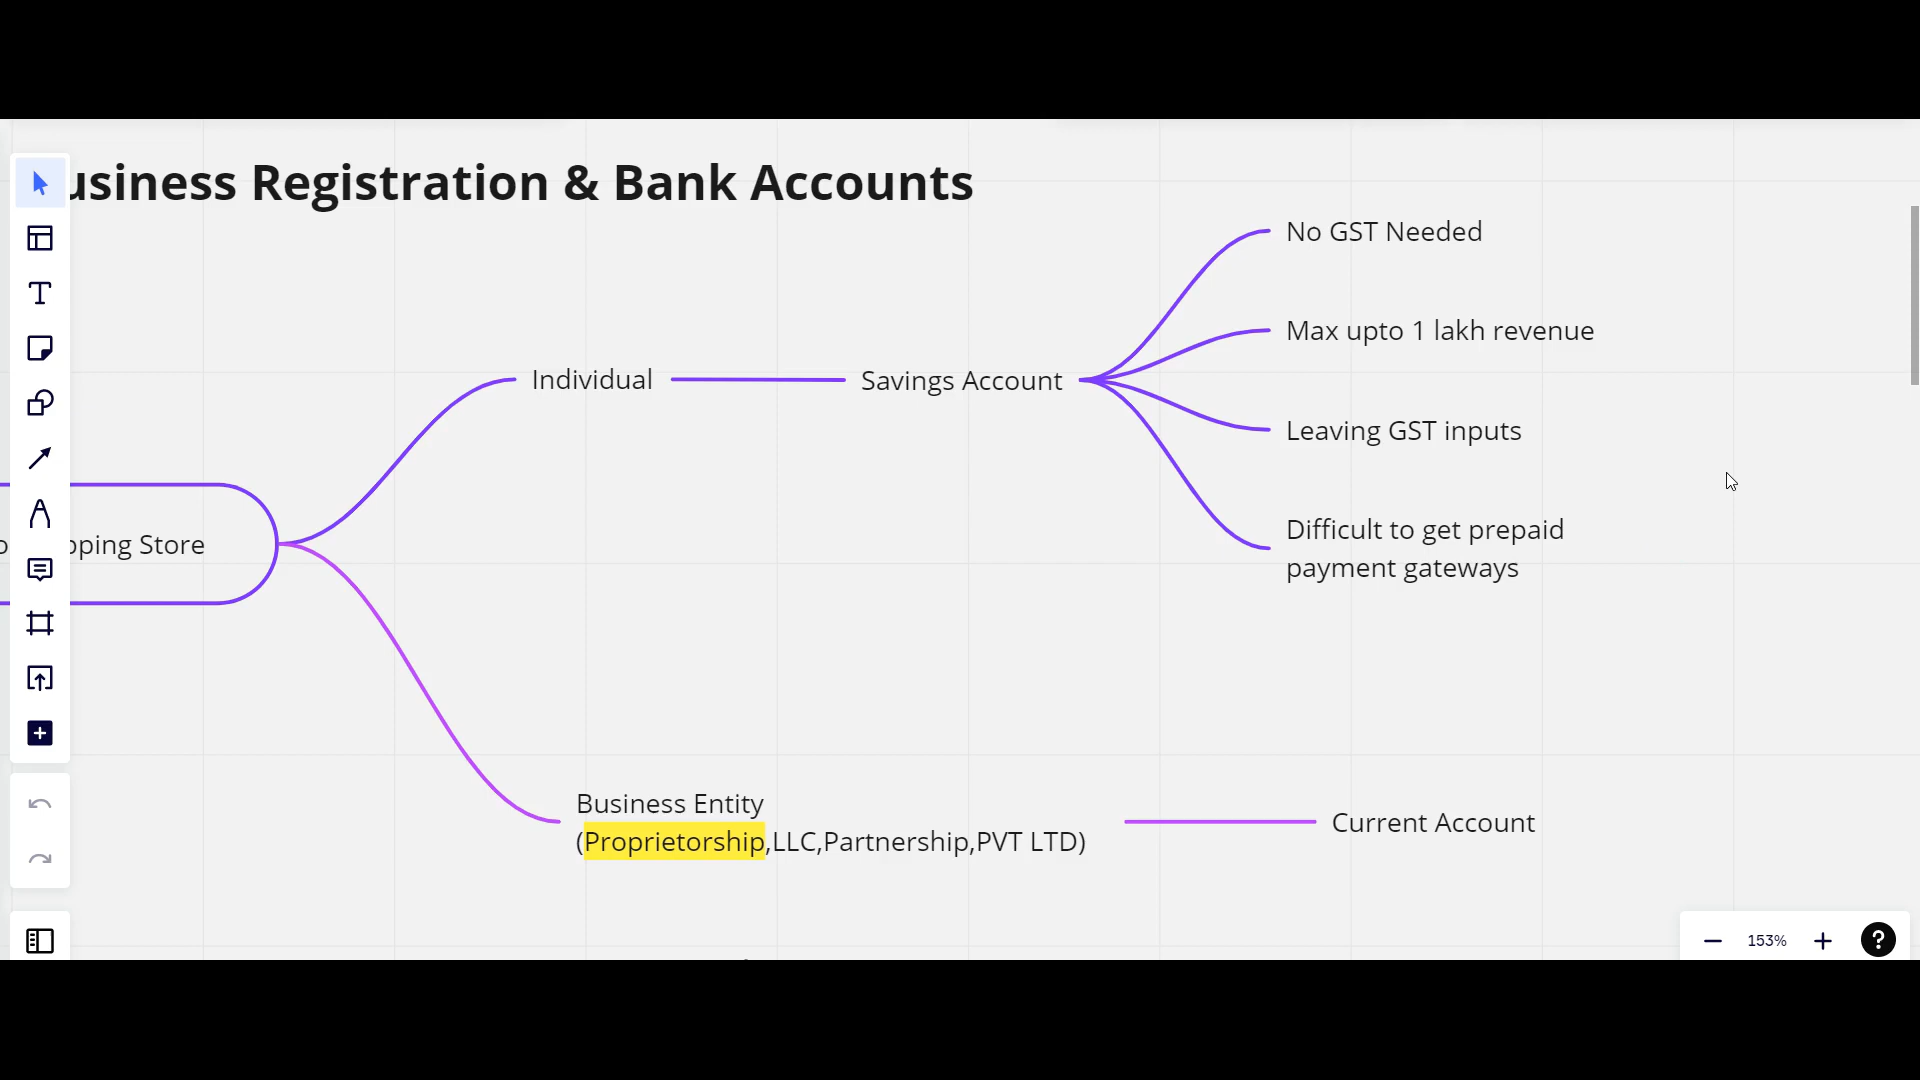 usiness Registration & Bank Accounts
No GST Needed
Max upto 1 lakh revenue
Individual
Savings Account
Leaving GST inputs
Difficult to get prepaid
payment gateways
pping Store
Business Entity
(Proprietorship,LLC,Partnership,PVT LTD)
Current Account
153%